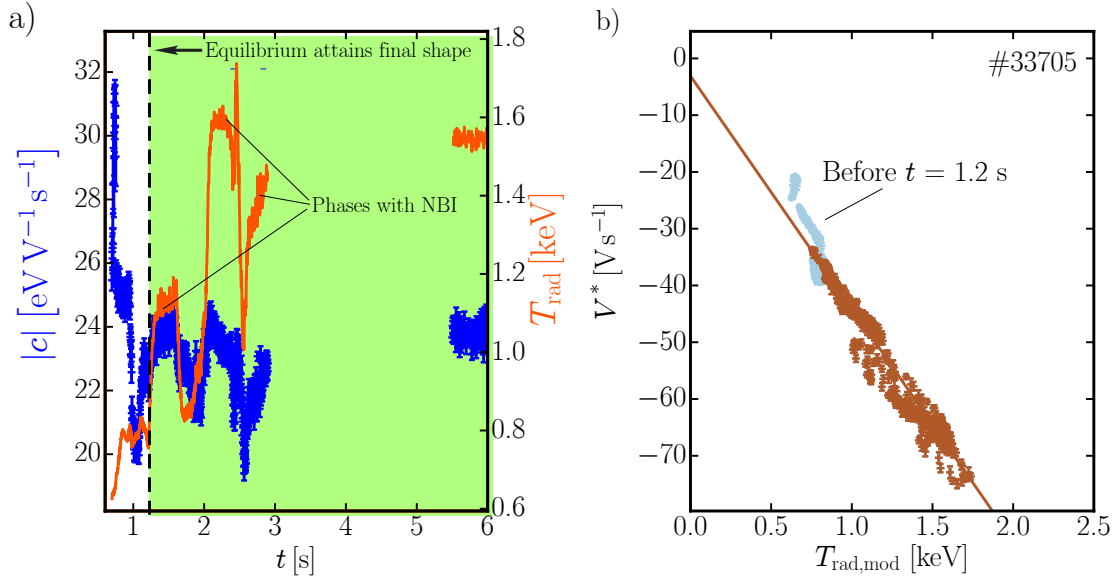 a)
Equilibrium attains final shape
Phases with NBI
|c| [eV V⁻¹ s⁻¹]
32
30
28
26
24
22
20
1.8
1.6
1.4
1.2
1.0
0.8
0.6
T_rad [keV]
1 2 3 4 5 6
t [s]
b)
#33705
Before t = 1.2 s
V* [V s⁻¹]
0
−10
−20
−30
−40
−50
−60
−70
0.0 0.5 1.0 1.5 2.0 2.5
T_rad,mod [keV]